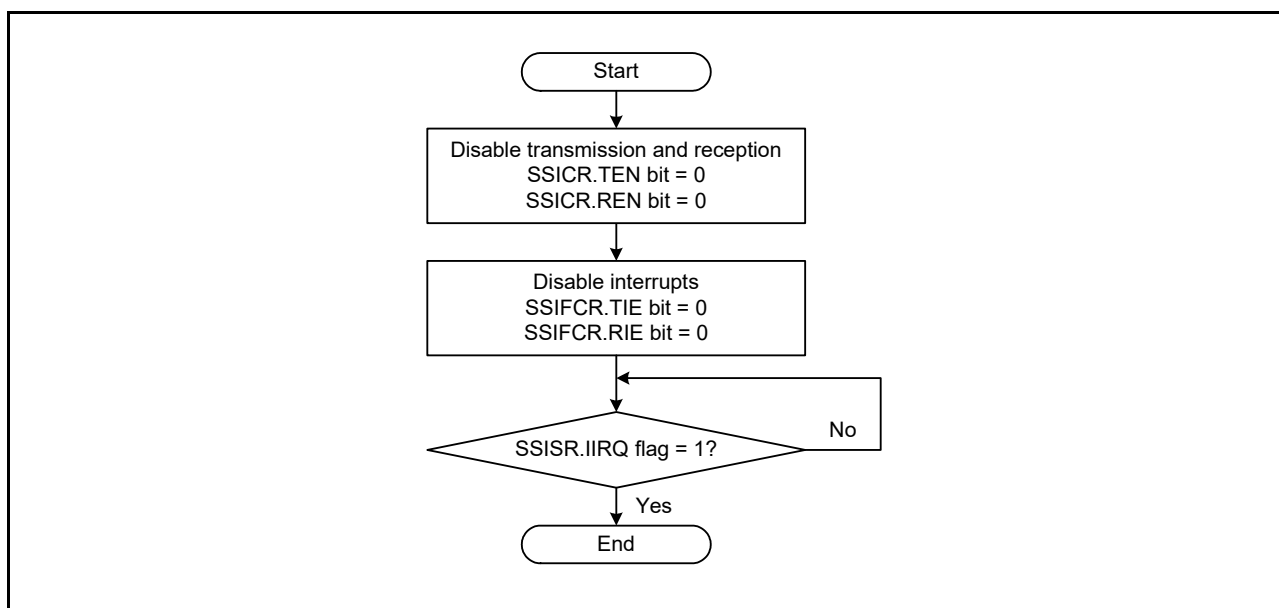 Start
Disable transmission and reception
SSICR.TEN bit = 0
SSICR.REN bit = 0
Disable interrupts
SSIFCR.TIE bit = 0
SSIFCR.RIE bit = 0
No
SSISR.IIRQ flag = 1?
Yes
End